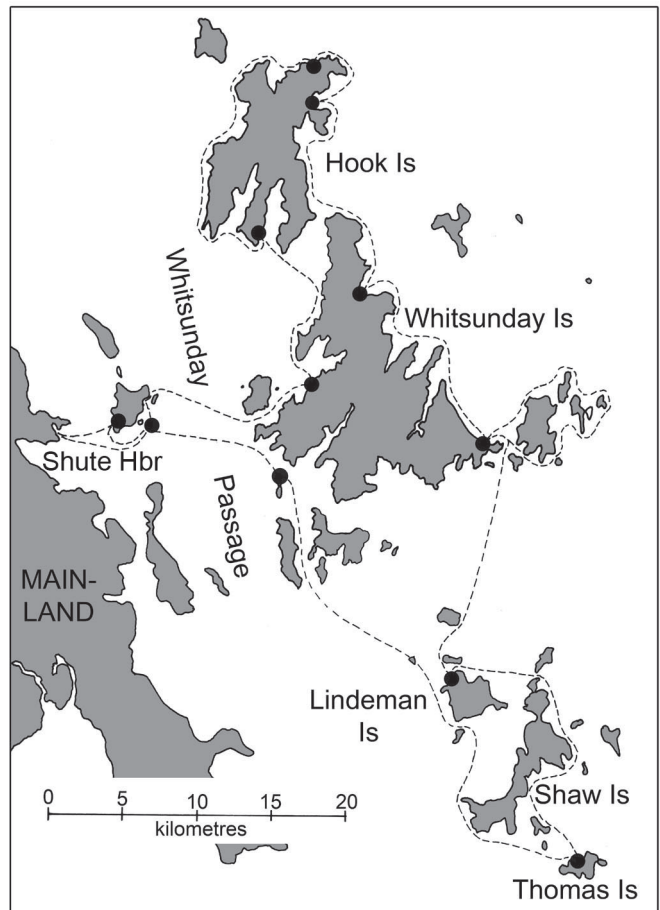 Hook Is
Whitsunday
Whitsunday Is
Shute Hbr
Passage
MAIN-
LAND
Lindeman
Is
0 5 10 15 20
kilometres
Shaw Is
Thomas Is